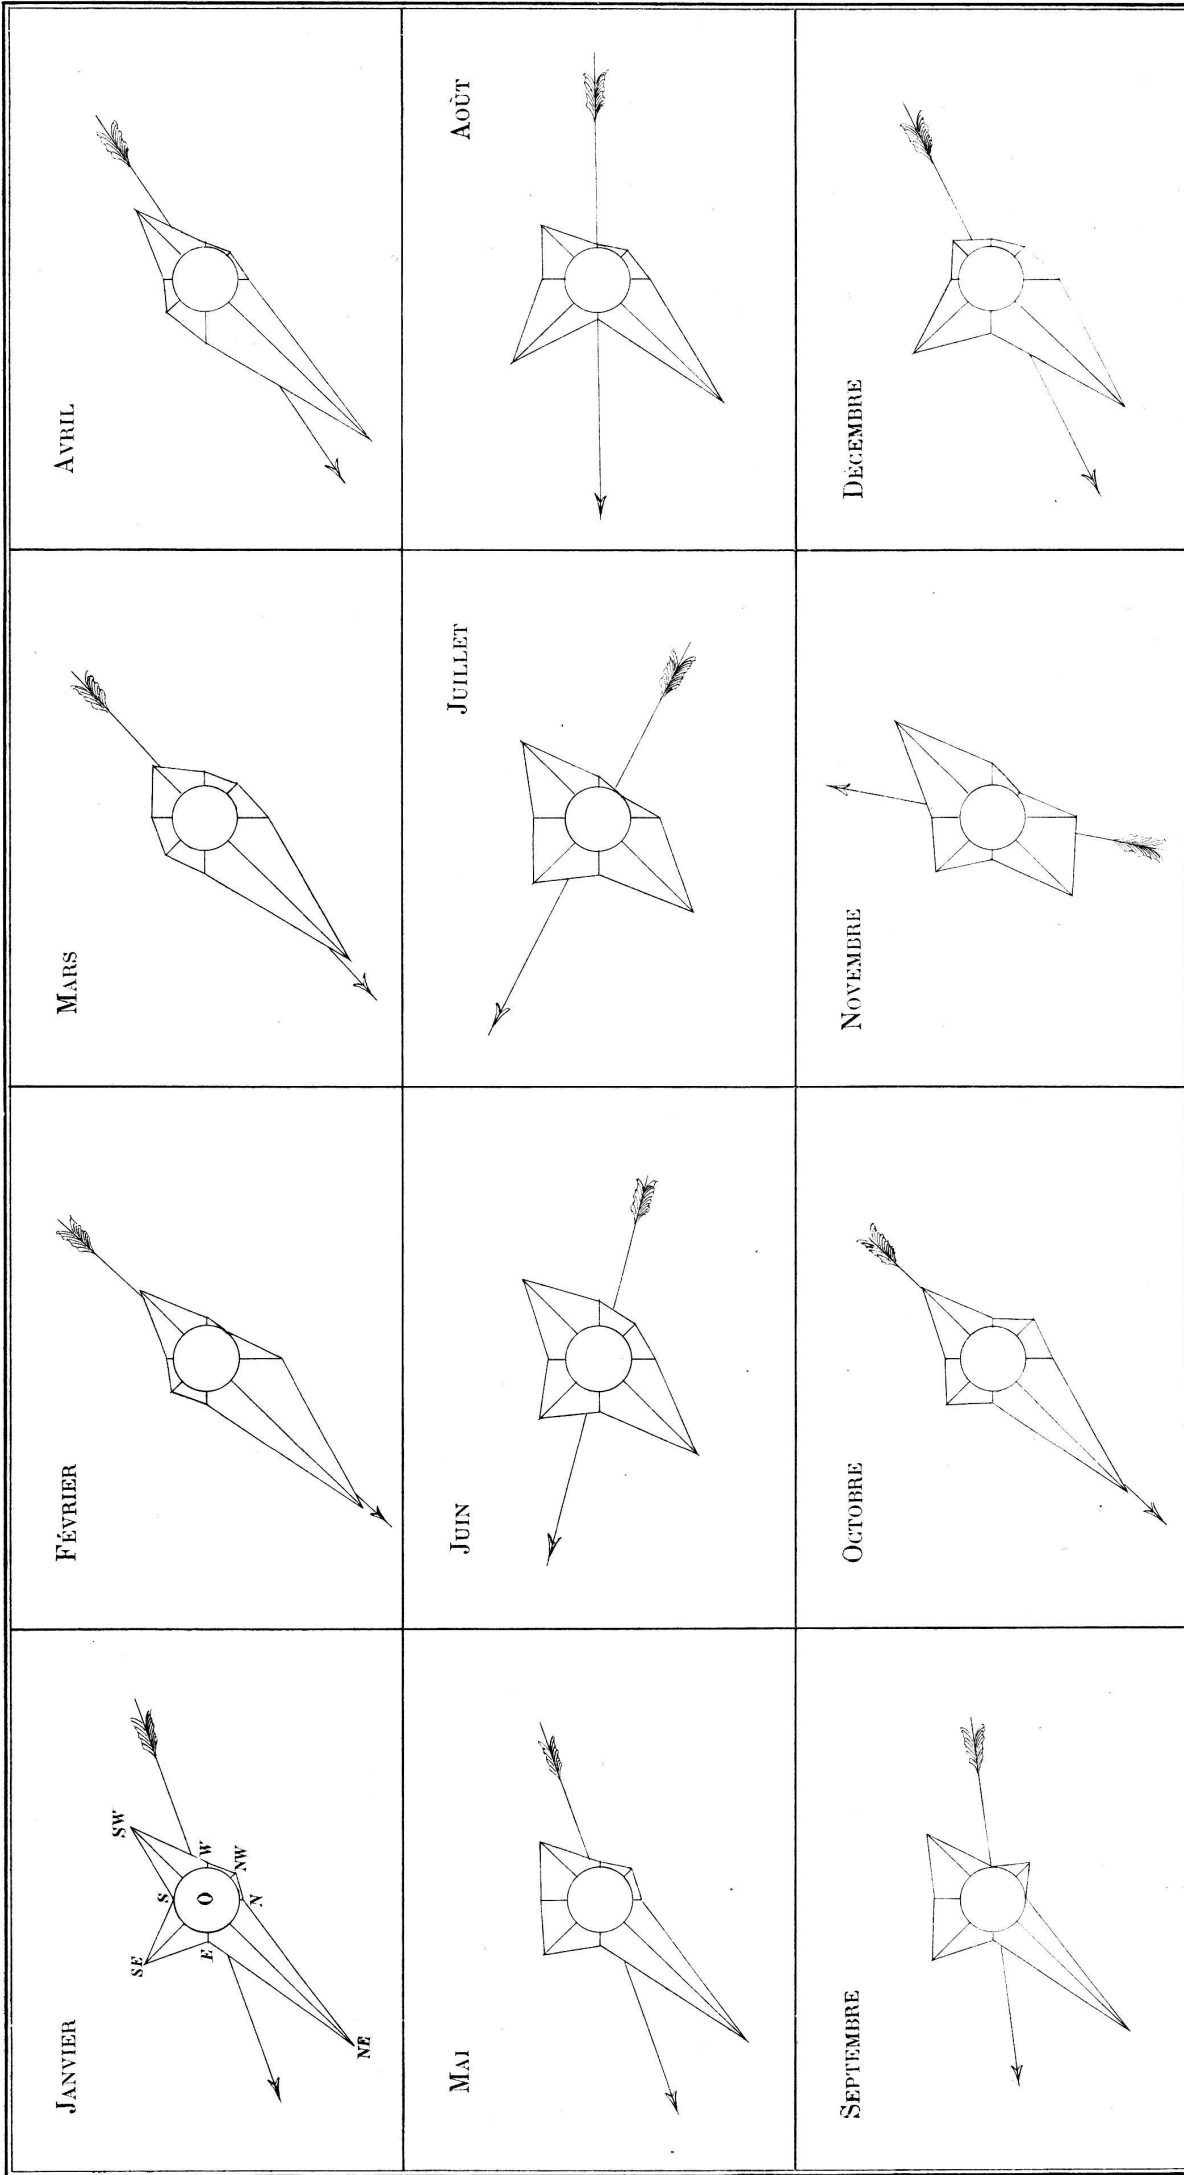 JANVIER
SE
S
SW
E
O
W
NW
N
NE
FÉVRIER
MARS
AVRIL
MAI
JUIN
JUILLET
AOÛT
SEPTEMBRE
OCTOBRE
NOVEMBRE
DÉCEMBRE